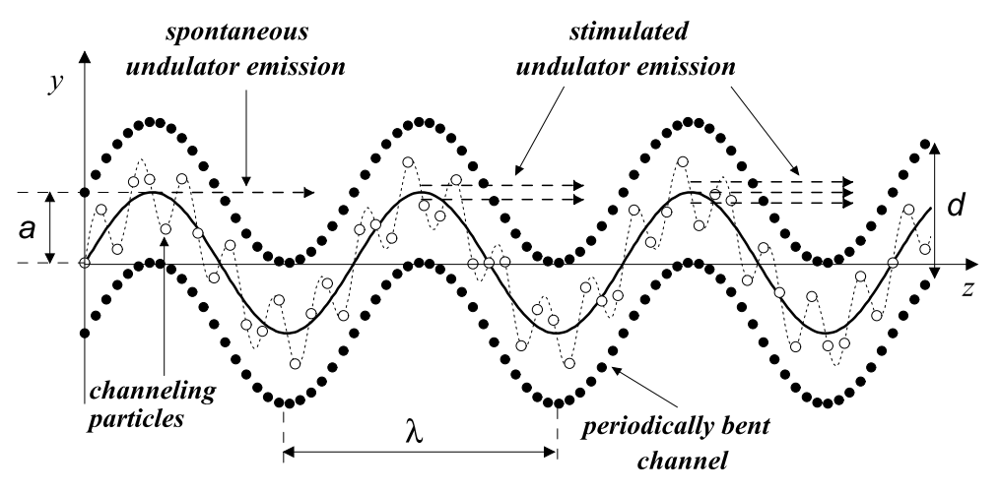 spontaneous
undulator emission
stimulated
undulator emission
y
a
d
z
channeling
particles
λ
periodically bent
channel